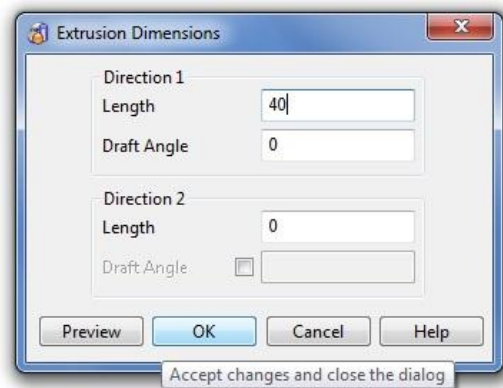 Extrusion Dimensions
Direction 1
Length 40
Draft Angle 0
Direction 2
Length 0
Draft Angle
Preview OK Cancel Help
Accept changes and close the dialog